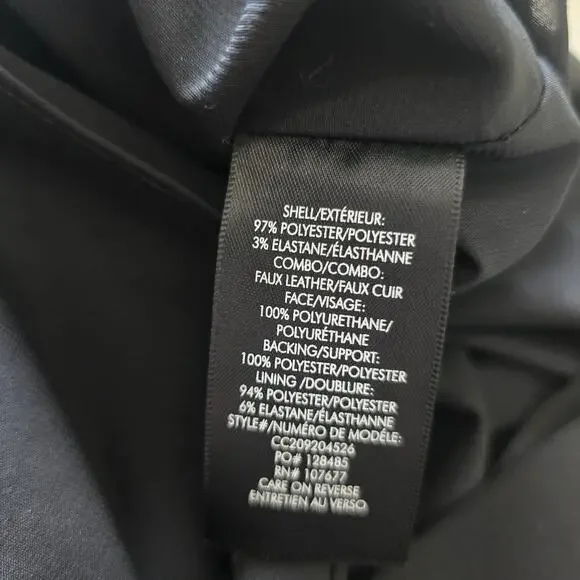 SHELL/EXTÉRIEUR:
97% POLYESTER/POLYESTER
3% ELASTANE/ÉLASTHANNE
COMBO/COMBO:
FAUX LEATHER/FAUX CUIR
FACE/VISAGE:
100% POLYURETHANE/
POLYURÉTHANE
BACKING/SUPPORT:
100% POLYESTER/POLYESTER
LINING /DOUBLURE:
94% POLYESTER/POLYESTER
6% ELASTANE/ÉLASTHANNE
STYLE#/NUMÉRO DE MODÉLE:
CC209204526
PO# 128485
RN# 107677
CARE ON REVERSE
ENTRETIEN AU VERSO